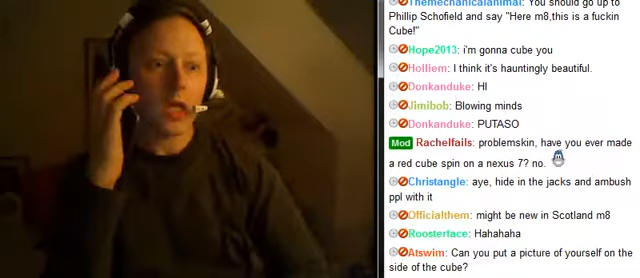 Themechanicalanimal: You should go up to
Phillip Schofield and say "Here m8,this is a fuckin
Cube!"
Hope2013: i'm gonna cube you
Holliem: I think it's hauntingly beautiful.
Donkanduke: HI
Jimibob: Blowing minds
Donkanduke: PUTASO
Mod Rachelfails: problemskin, have you ever made
a red cube spin on a nexus 7? no.
Christangle: aye, hide in the jacks and ambush
ppl with it
Officialthem: might be new in Scotland m8
Roosterface: Hahahaha
Atswim: Can you put a picture of yourself on the
side of the cube?